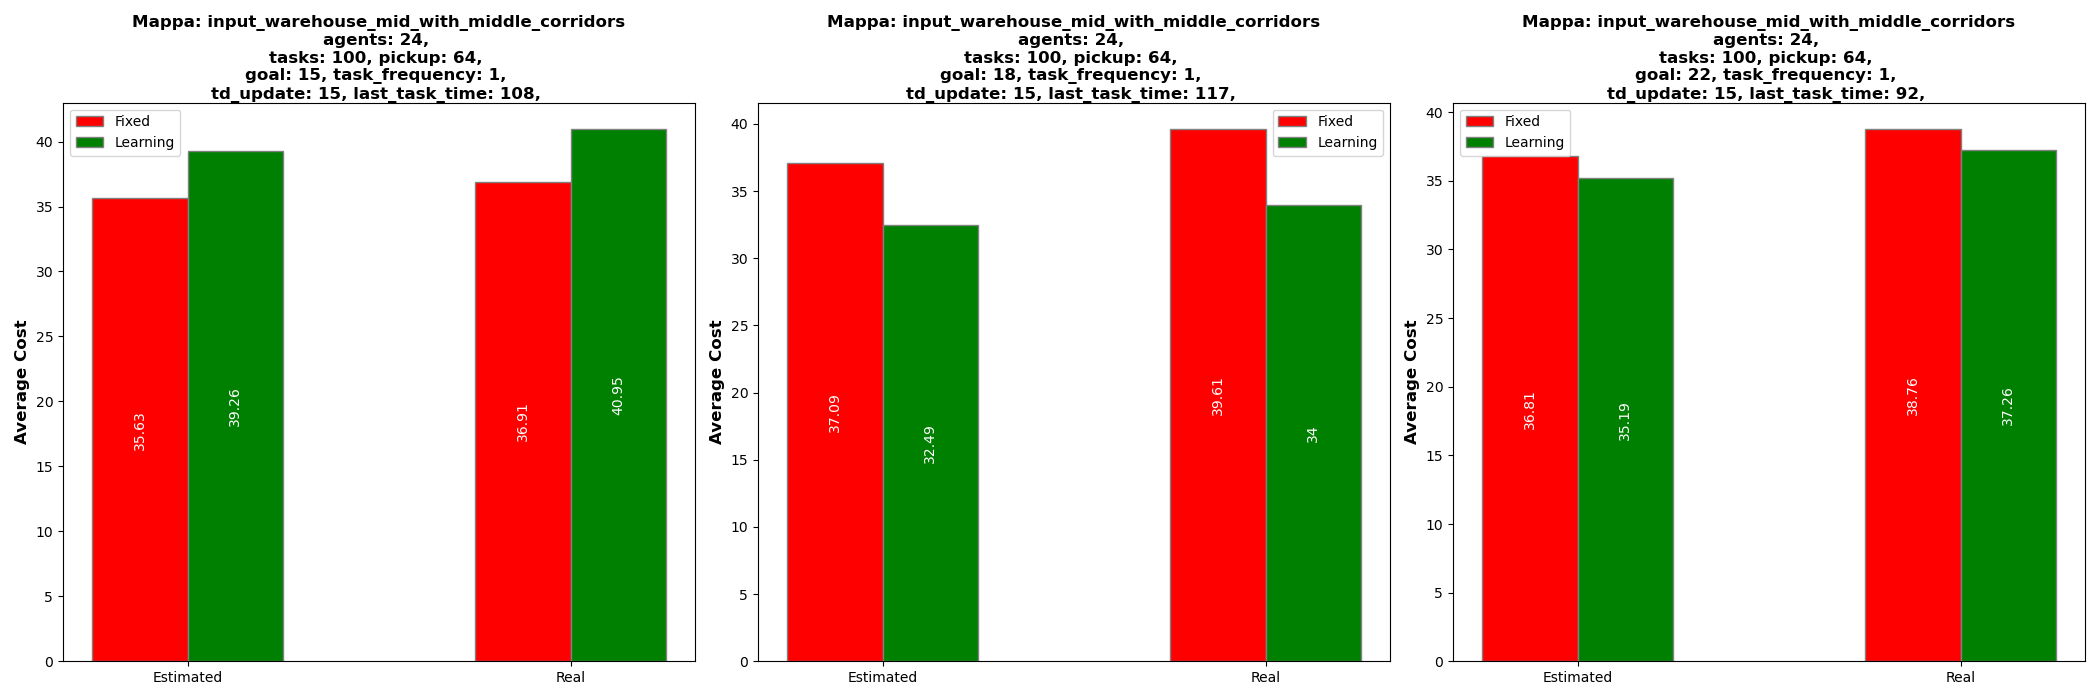 Mappa: input_warehouse_mid_with_middle_corridors
agents: 24,
tasks: 100, pickup: 64,
goal: 15, task_frequency: 1,
td_update: 15, last_task_time: 108,
Fixed
Learning
Average Cost
40
35
30
25
20
15
10
5
0
35.63
39.26
36.91
40.95
Estimated
Real
Mappa: input_warehouse_mid_with_middle_corridors
agents: 24,
tasks: 100, pickup: 64,
goal: 18, task_frequency: 1,
td_update: 15, last_task_time: 117,
Fixed
Learning
Average Cost
40
35
30
25
20
15
10
5
0
37.09
32.49
39.61
34
Estimated
Real
Mappa: input_warehouse_mid_with_middle_corridors
agents: 24,
tasks: 100, pickup: 64,
goal: 22, task_frequency: 1,
td_update: 15, last_task_time: 92,
Fixed
Learning
Average Cost
40
35
30
25
20
15
10
5
0
36.81
35.19
38.76
37.26
Estimated
Real